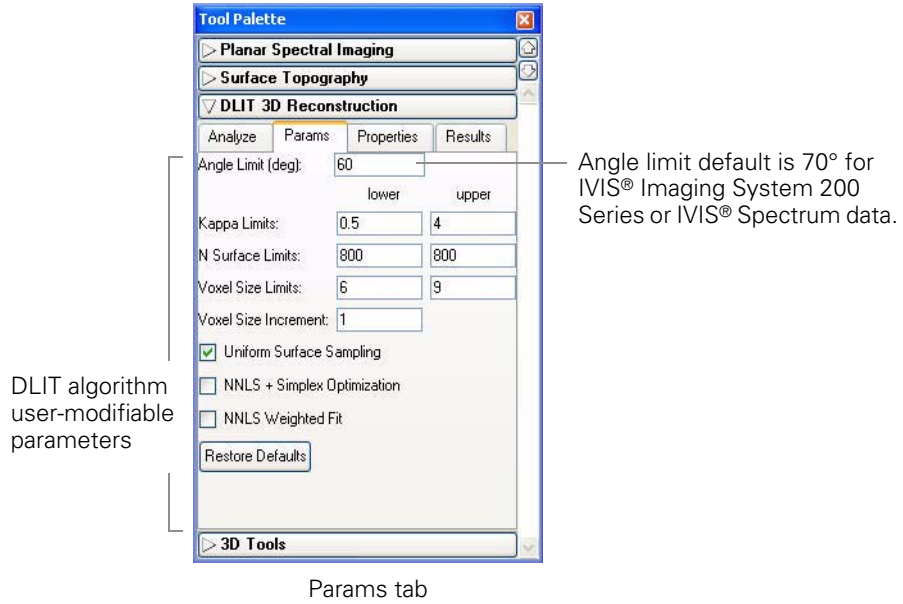 Tool Palette
Planar Spectral Imaging
Surface Topography
DLIT 3D Reconstruction
Analyze Params Properties Results
Angle Limit (deg): 60
lower upper
Kappa Limits: 0.5 4
N Surface Limits: 800 800
Voxel Size Limits: 6 9
Voxel Size Increment: 1
Uniform Surface Sampling
NNLS + Simplex Optimization
NNLS Weighted Fit
Restore Defaults
3D Tools
Angle limit default is 70° for
IVIS® Imaging System 200
Series or IVIS® Spectrum data.
DLIT algorithm
user-modifiable
parameters
Params tab